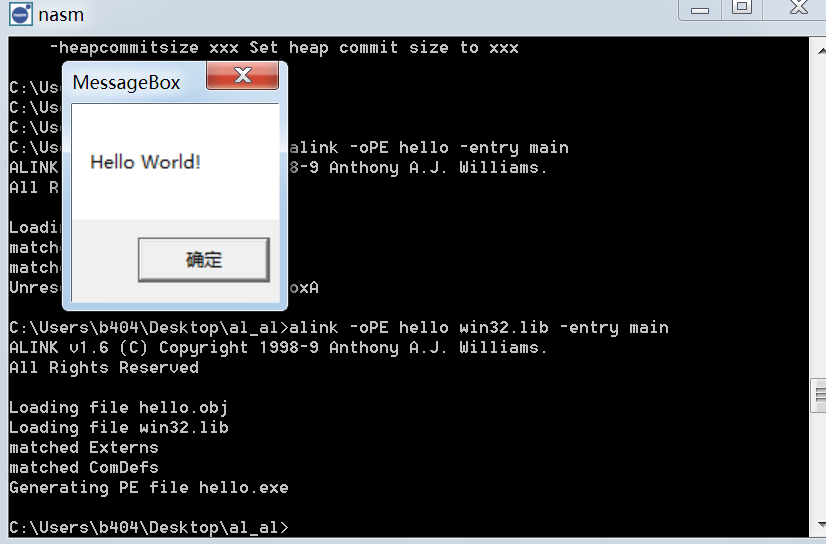 nasm
-heapcommitsize xxx Set heap commit size to xxx
C:\Use
C:\Use
C:\Use
C:\Use
alink -oPE hello -entry main
ALINK
8-9 Anthony A.J. Williams.
All R
Loadin
match
match
Unres
oxA
MessageBox
Hello World!
确定
C:\Users\b404\Desktop\al_al>alink -oPE hello win32.lib -entry main
ALINK v1.6 (C) Copyright 1998-9 Anthony A.J. Williams.
All Rights Reserved
Loading file hello.obj
Loading file win32.lib
matched Externs
matched ComDefs
Generating PE file hello.exe
C:\Users\b404\Desktop\al_al>